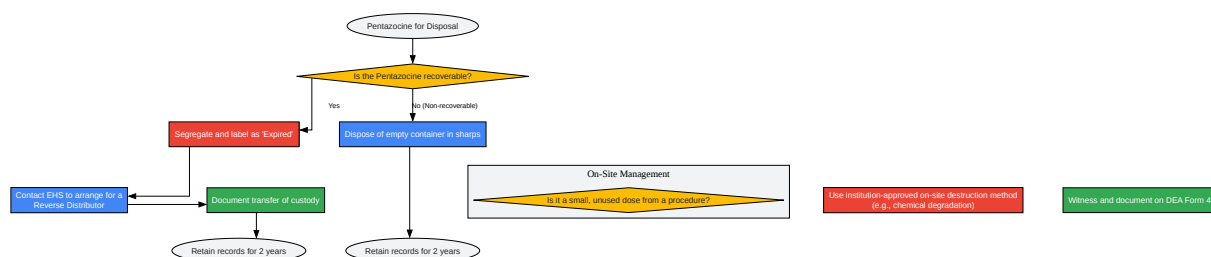 Pentazocine for Disposal
Is the Pentazocine recoverable?
Yes
No (Non-recoverable)
Segregate and label as 'Expired'
Dispose of empty container in sharps
On-Site Management
Contact EHS to arrange for a
Reverse Distributor
Document transfer of custody
Is it a small, unused dose from a procedure?
Use institution-approved on-site destruction method
(e.g., chemical degradation)
Witness and document on DEA Form 4
Retain records for 2 years
Retain records for 2 years